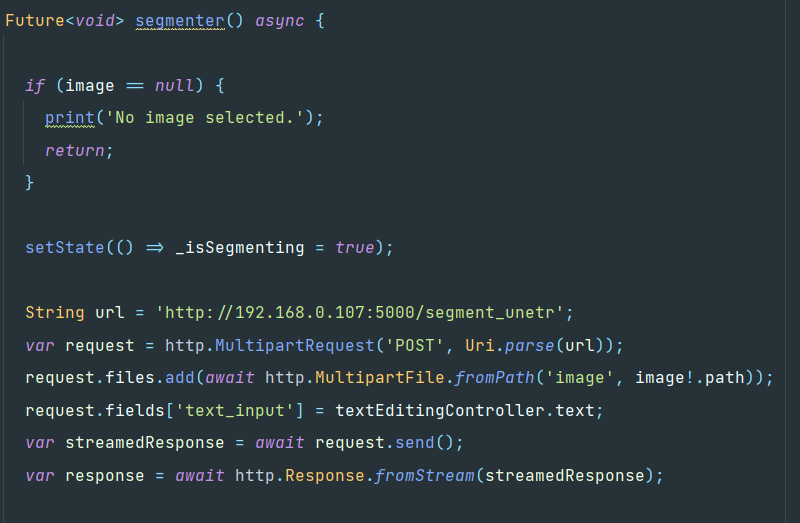 Future<void> segmenter() async {
if (image == null) {
print('No image selected.');
return;
}
setState(() => _isSegmenting = true);
String url = 'http://192.168.0.107:5000/segment_unetr';
var request = http.MultipartRequest('POST', Uri.parse(url));
request.files.add(await http.MultipartFile.fromPath('image', image!.path));
request.fields['text_input'] = textEditingController.text;
var streamedResponse = await request.send();
var response = await http.Response.fromStream(streamedResponse);